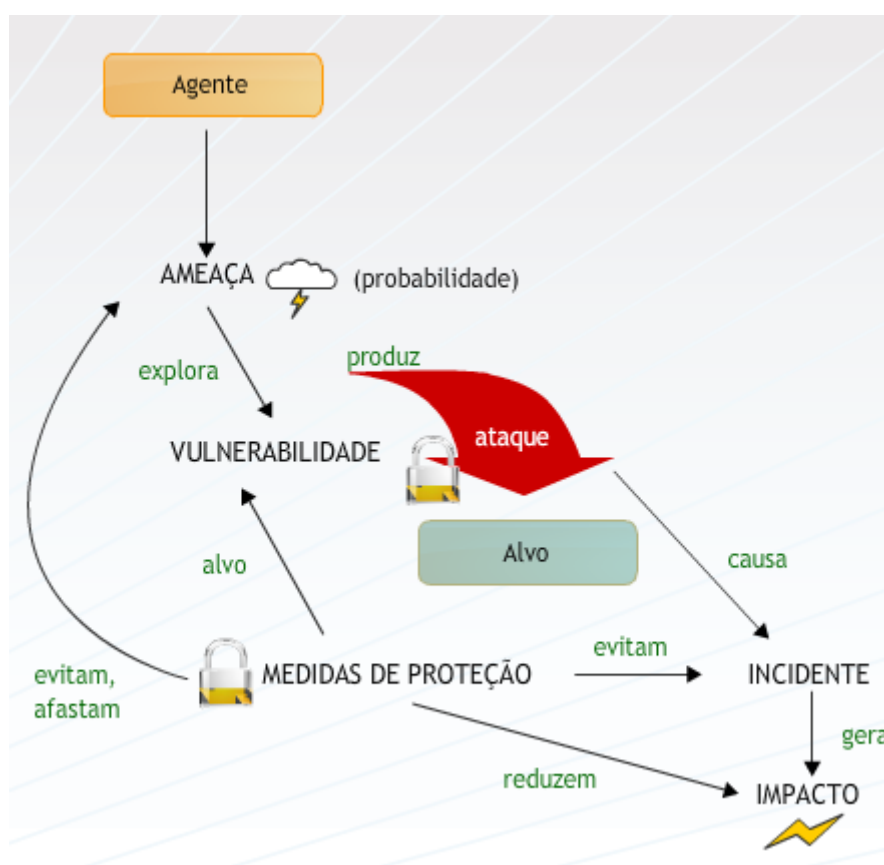 Agente
AMEAÇA
(probabilidade)
explora
produz
ataque
VULNERABILIDADE
Alvo
alvo
causa
evitam,
afastam
MEDIDAS DE PROTEÇÃO
evitam
INCIDENTE
gera
reduzem
IMPACTO